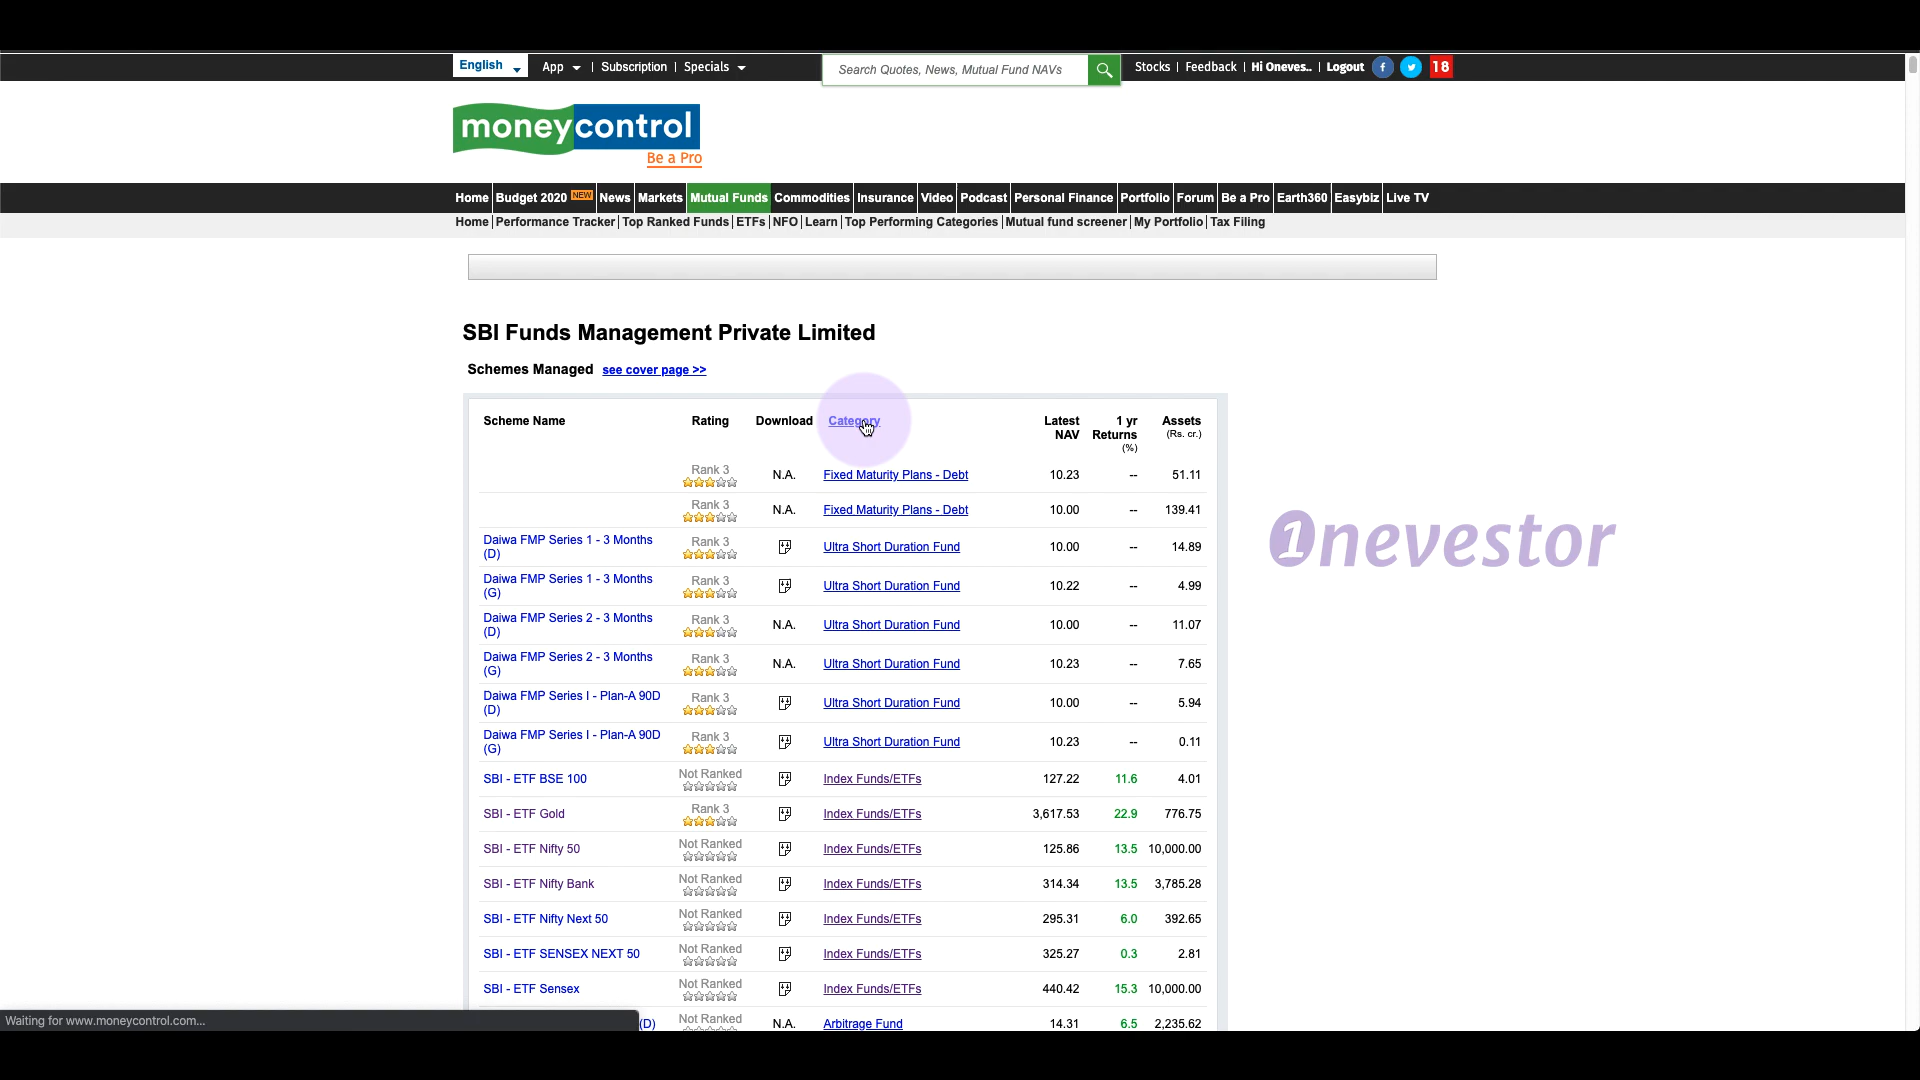 English App | Subscription | Specials Search Quotes, News, Mutual Fund NAVs Stocks | Feedback | Hi Oneves.. | Logout f 18
moneycontrol
Be a Pro
Home Budget 2020 NEW News Markets Mutual Funds Commodities Insurance Video Podcast Personal Finance Portfolio Forum Be a Pro Earth360 Easybiz Live TV
Home Performance Tracker Top Ranked Funds ETFs NFO Learn Top Performing Categories Mutual fund screener My Portfolio Tax Filing
SBI Funds Management Private Limited
Schemes Managed see cover page >>
Scheme Name Rating Download Category Latest 1 yr Assets
NAV Returns (Rs. cr.)
(%)
Rank 3
N.A. Fixed Maturity Plans - Debt 10.23 -- 51.11
Rank 3
N.A. Fixed Maturity Plans - Debt 10.00 -- 139.41
Daiwa FMP Series 1 - 3 Months Rank 3
(D) Ultra Short Duration Fund 10.00 -- 14.89
Daiwa FMP Series 1 - 3 Months Rank 3
(G) Ultra Short Duration Fund 10.22 -- 4.99
Daiwa FMP Series 2 - 3 Months Rank 3
(D) N.A. Ultra Short Duration Fund 10.00 -- 11.07
Daiwa FMP Series 2 - 3 Months Rank 3
(G) N.A. Ultra Short Duration Fund 10.23 -- 7.65
Daiwa FMP Series I - Plan-A 90D Rank 3
(D) Ultra Short Duration Fund 10.00 -- 5.94
Daiwa FMP Series I - Plan-A 90D Rank 3
(G) Ultra Short Duration Fund 10.23 -- 0.11
SBI - ETF BSE 100 Not Ranked Index Funds/ETFs 127.22 11.6 4.01
SBI - ETF Gold Rank 3 Index Funds/ETFs 3,617.53 22.9 776.75
SBI - ETF Nifty 50 Not Ranked Index Funds/ETFs 125.86 13.5 10,000.00
SBI - ETF Nifty Bank Not Ranked Index Funds/ETFs 314.34 13.5 3,785.28
SBI - ETF Nifty Next 50 Not Ranked Index Funds/ETFs 295.31 6.0 392.65
SBI - ETF SENSEX NEXT 50 Not Ranked Index Funds/ETFs 325.27 0.3 2.81
SBI - ETF Sensex Not Ranked Index Funds/ETFs 440.42 15.3 10,000.00
(D) Not Ranked N.A. Arbitrage Fund 14.31 6.5 2,235.62
Waiting for www.moneycontrol.com...
1nevestor